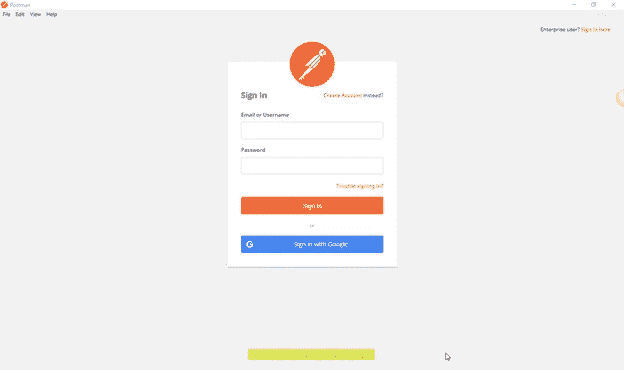 Postman
File Edit View Help
Enterprise user? Sign in here
Sign In
Create Account instead?
Email or Username
Password
Trouble signing in?
Sign In
or
G
Sign in with Google